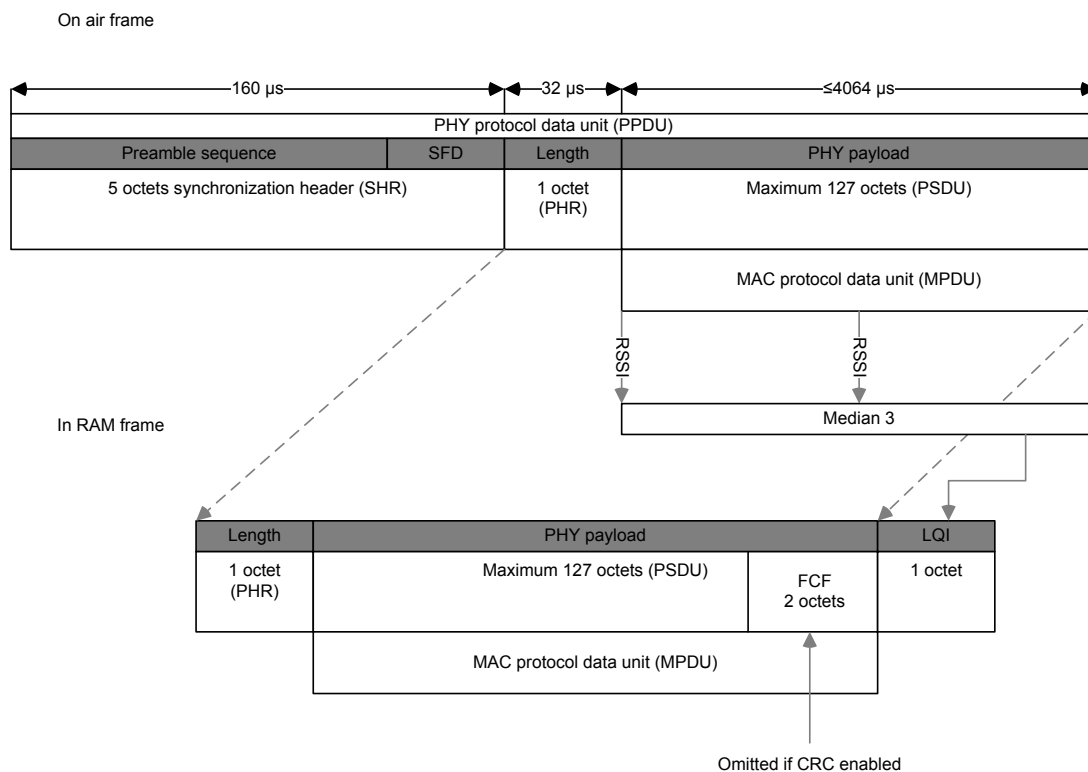 On air frame
160 µs
32 µs
≤4064 µs
PHY protocol data unit (PPDU)
Preamble sequence
SFD
Length
PHY payload
5 octets synchronization header (SHR)
1 octet
(PHR)
Maximum 127 octets (PSDU)
MAC protocol data unit (MPDU)
RSSI
RSSI
Median 3
In RAM frame
Length
PHY payload
LQI
1 octet
(PHR)
Maximum 127 octets (PSDU)
FCF
2 octets
1 octet
MAC protocol data unit (MPDU)
Omitted if CRC enabled